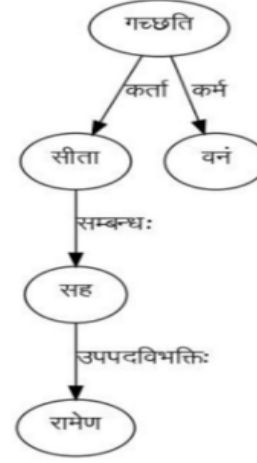 गच्छति
कर्ता कर्म
सीता वनं
सम्बन्धः
सह
उपपदविभक्तिः
रामेण